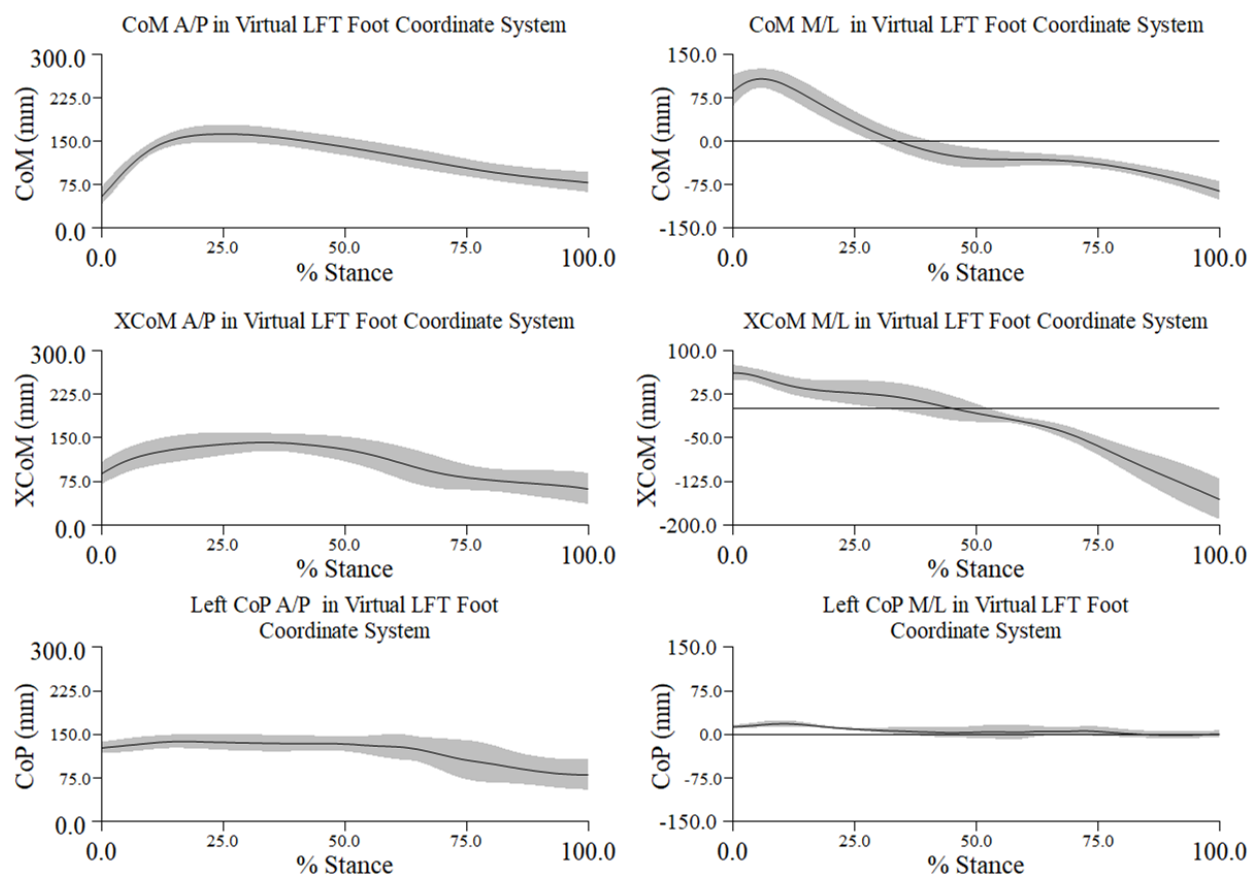 CoM A/P in Virtual LFT Foot Coordinate System
300.0
225.0
150.0
75.0
0.0
CoM (mm)
0.0 25.0 50.0 75.0 100.0
% Stance
CoM M/L in Virtual LFT Foot Coordinate System
150.0
75.0
0.0
-75.0
-150.0
CoM (mm)
0.0 25.0 50.0 75.0 100.0
% Stance
XCoM A/P in Virtual LFT Foot Coordinate System
300.0
225.0
150.0
75.0
0.0
XCoM (mm)
0.0 25.0 50.0 75.0 100.0
% Stance
XCoM M/L in Virtual LFT Foot Coordinate System
100.0
25.0
-50.0
-125.0
-200.0
XCoM (mm)
0.0 25.0 50.0 75.0 100.0
% Stance
Left CoP A/P in Virtual LFT Foot
Coordinate System
300.0
225.0
150.0
75.0
0.0
CoP (mm)
0.0 25.0 50.0 75.0 100.0
% Stance
Left CoP M/L in Virtual LFT Foot
Coordinate System
150.0
75.0
0.0
-75.0
-150.0
CoP (mm)
0.0 25.0 50.0 75.0 100.0
% Stance